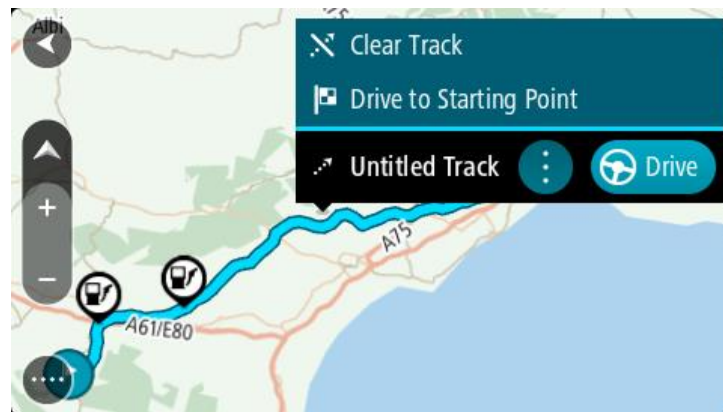 Albi
Clear Track
Drive to Starting Point
Untitled Track
Drive
A75
A61/E80